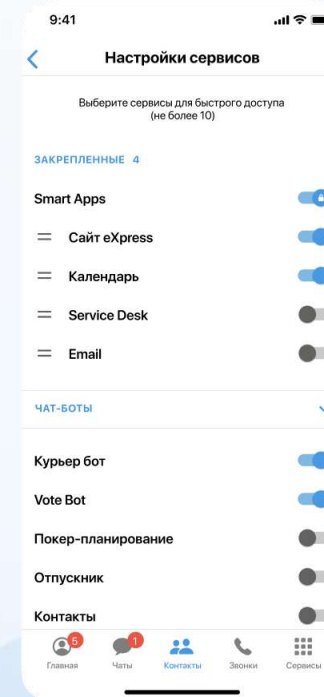 9:41
Настройки сервисов
Выберите сервисы для быстрого доступа
(не более 10)
ЗАКРЕПЛЕННЫЕ 4
Smart Apps
Сайт eXpress
Календарь
Service Desk
Email
ЧАТ-БОТЫ
Курьер бот
Vote Bot
Покер-планирование
Отпускник
Контакты
5 1
Главная Чаты Контакты Звонки Сервисы